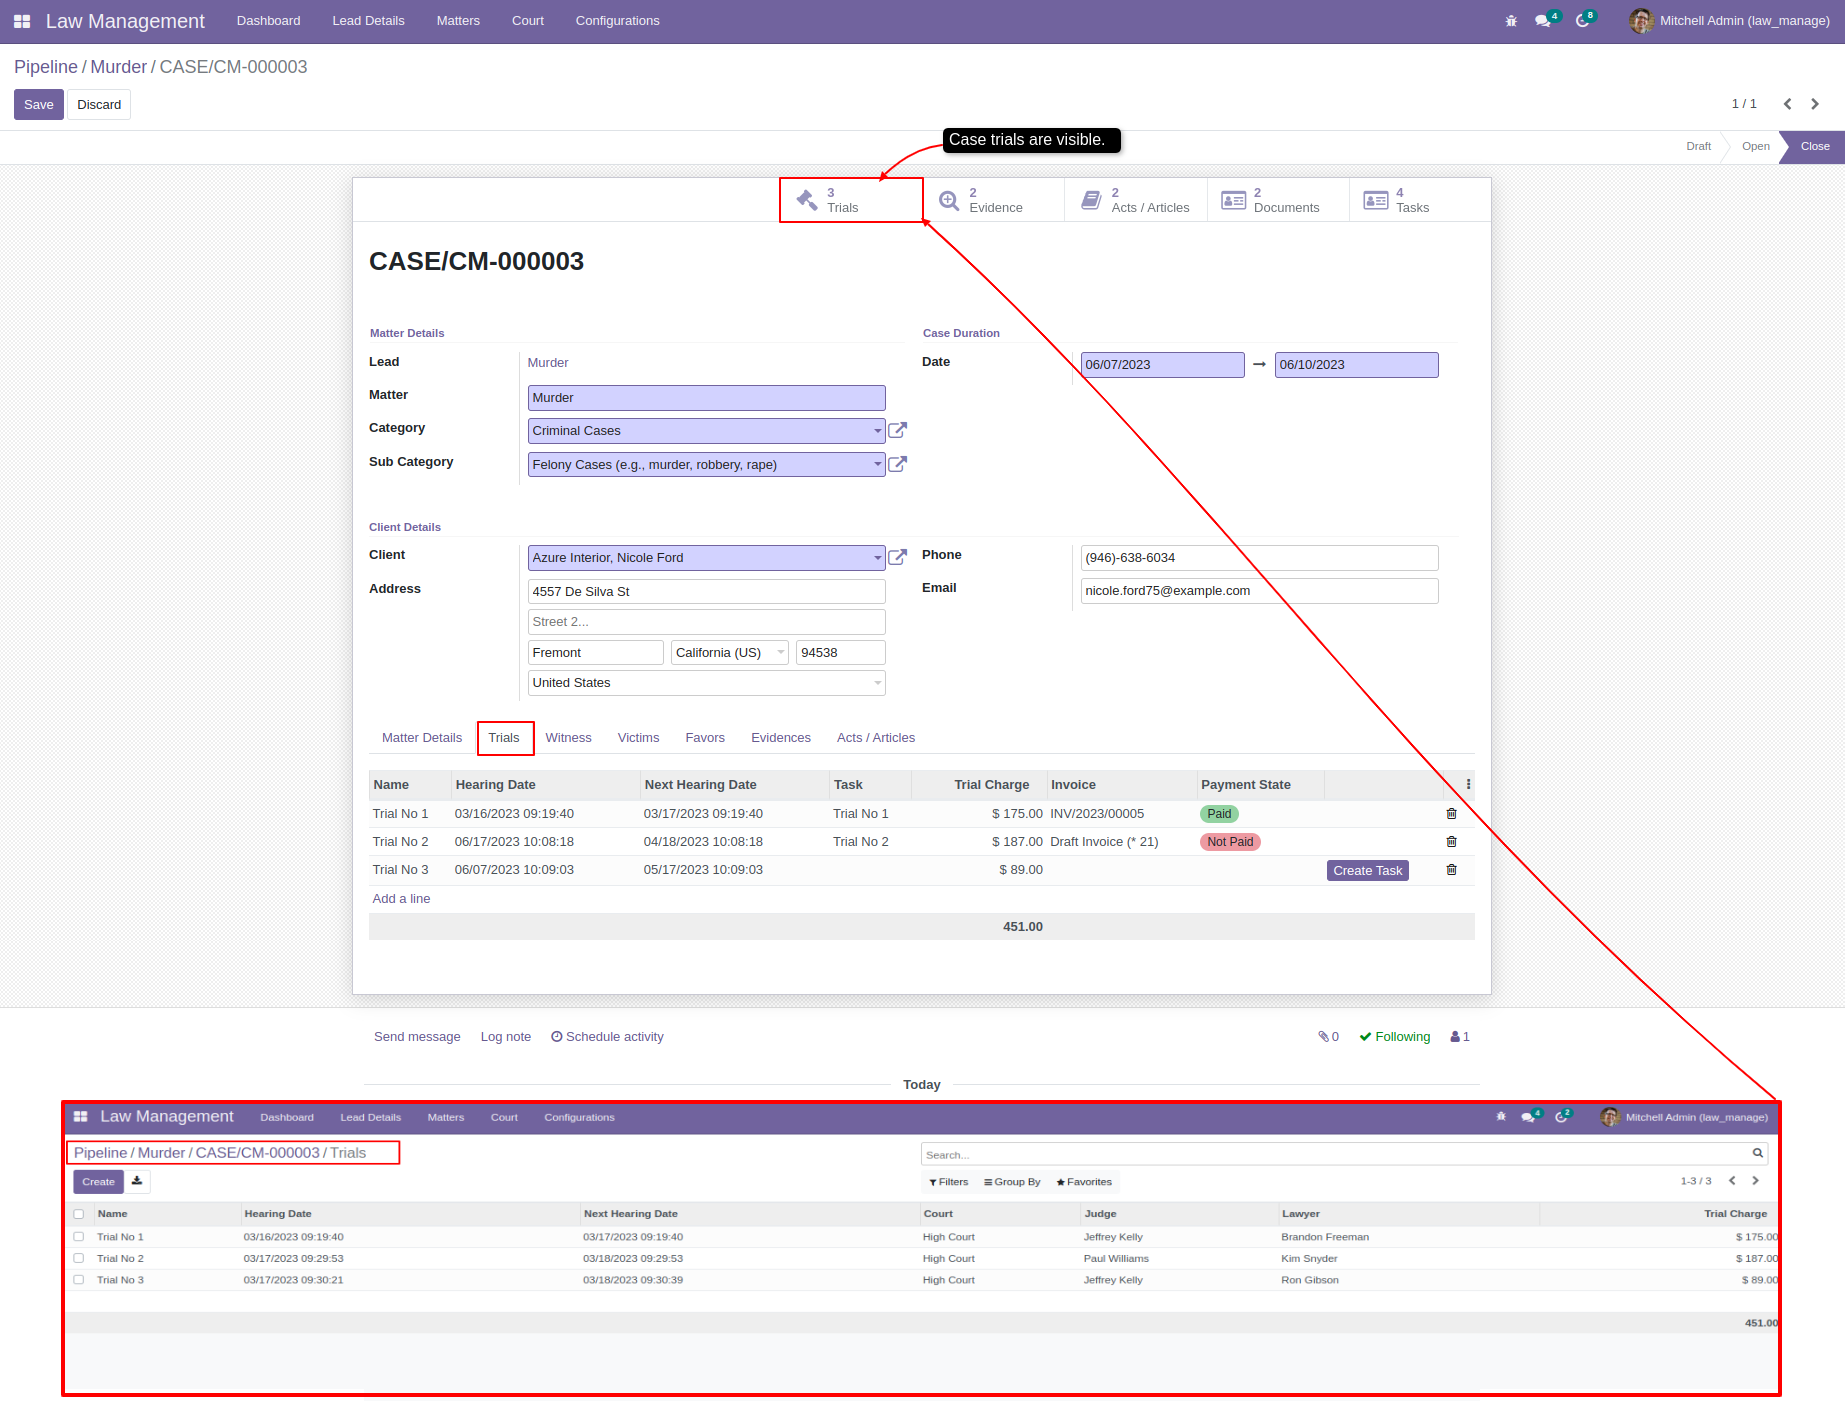 Law Management Dashboard Lead Details Matters Court Configurations 4 8 Mitchell Admin (law_manage)
Pipeline / Murder / CASE/CM-000003
Save Discard 1 / 1
Case trials are visible.
Draft Open Close
3 Trials 2 Evidence 2 Acts / Articles 2 Documents 4 Tasks
CASE/CM-000003
Matter Details Case Duration
Lead Murder Date 06/07/2023 06/10/2023
Matter Murder
Category Criminal Cases
Sub Category Felony Cases (e.g., murder, robbery, rape)
Client Details
Client Azure Interior, Nicole Ford Phone (946)-638-6034
Address 4557 De Silva St Email nicole.ford75@example.com
Street 2...
Fremont California (US) 94538
United States
Matter Details Trials Witness Victims Favors Evidences Acts / Articles
Name Hearing Date Next Hearing Date Task Trial Charge Invoice Payment State
Trial No 1 03/16/2023 09:19:40 03/17/2023 09:19:40 Trial No 1 $ 175.00 INV/2023/00005 Paid
Trial No 2 06/17/2023 10:08:18 04/18/2023 10:08:18 Trial No 2 $ 187.00 Draft Invoice (* 21) Not Paid
Trial No 3 06/07/2023 10:09:03 05/17/2023 10:09:03 $ 89.00 Create Task
Add a line
451.00
Send message Log note Schedule activity 0 Following 1
Today
Law Management Dashboard Lead Details Matters Court Configurations 4 2 Mitchell Admin (law_manage)
Pipeline / Murder / CASE/CM-000003 / Trials Search...
Create Filters Group By Favorites 1-3 / 3
Name Hearing Date Next Hearing Date Court Judge Lawyer Trial Charge
Trial No 1 03/16/2023 09:19:40 03/17/2023 09:19:40 High Court Jeffrey Kelly Brandon Freeman $ 175.00
Trial No 2 03/17/2023 09:29:53 03/18/2023 09:29:53 High Court Paul Williams Kim Snyder $ 187.00
Trial No 3 03/17/2023 09:30:21 03/18/2023 09:30:39 High Court Jeffrey Kelly Ron Gibson $ 89.00
451.00